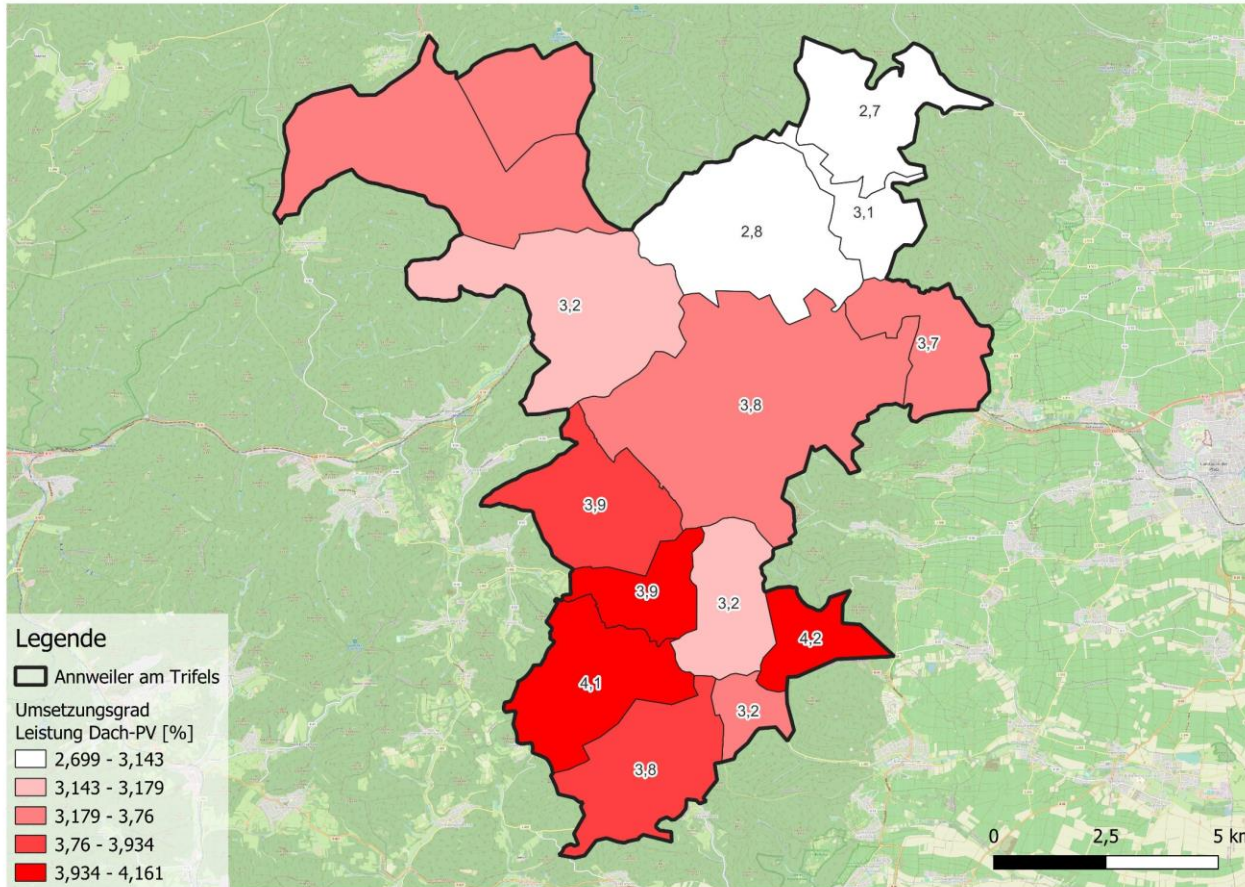 2,7
3,1
2,8
3,2
3,7
3,8
3,9
3,9
3,2
4,2
4,1
3,2
3,8
Legende
Annweiler am Trifels
Umsetzungsgrad
Leistung Dach-PV [%]
2,699 - 3,143
3,143 - 3,179
3,179 - 3,76
3,76 - 3,934
3,934 - 4,161
0 2,5 5 km